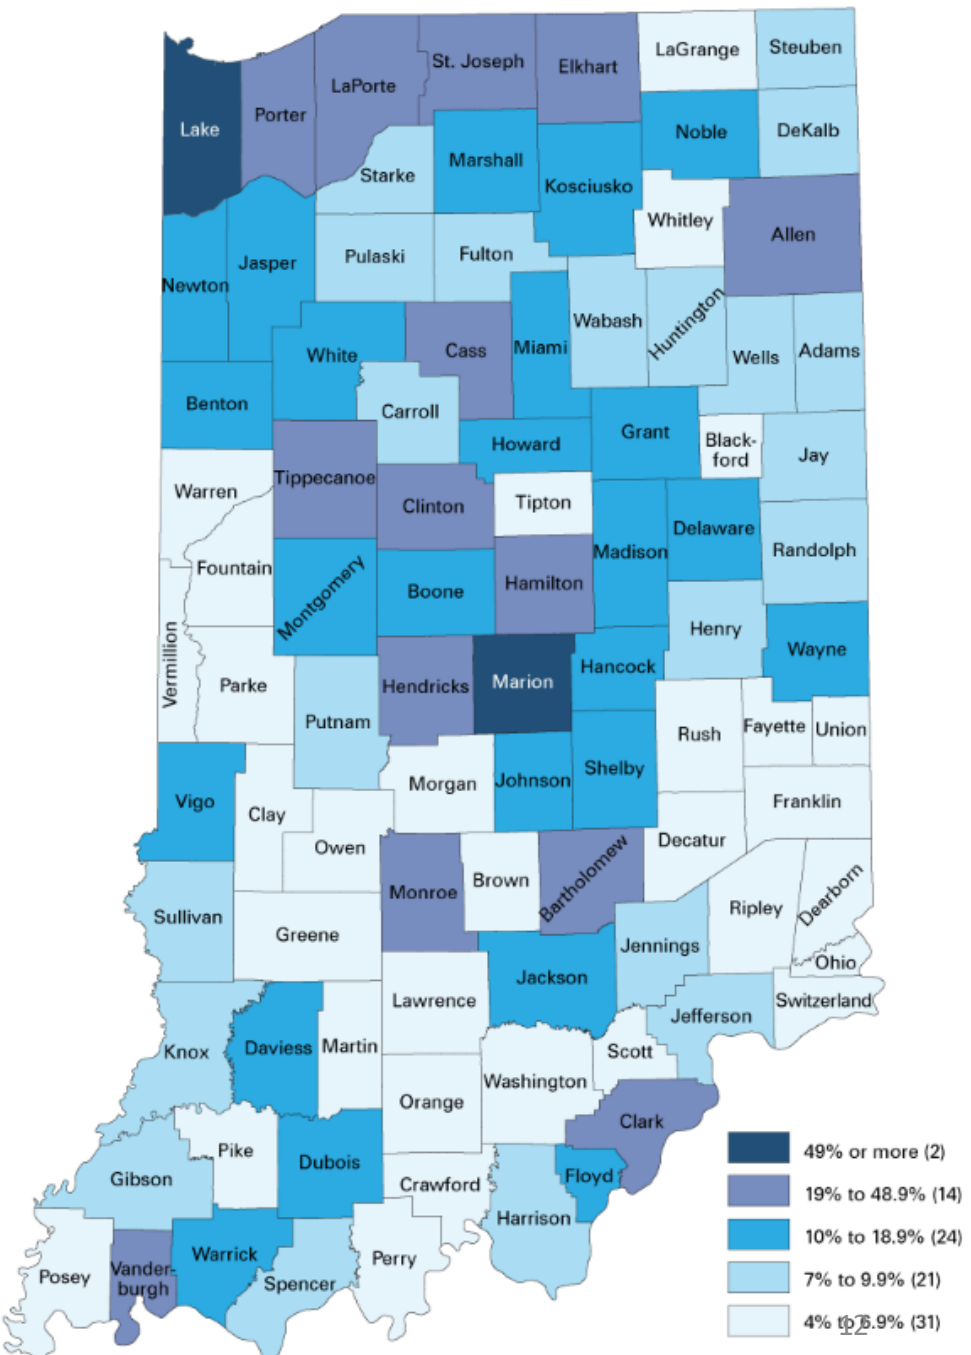 LaGrange
Steuben
St. Joseph
Elkhart
LaPorte
Porter
Lake
Noble
DeKalb
Marshall
Starke
Kosciusko
Whitley
Allen
Pulaski
Fulton
Jasper
Newton
Wabash
Huntington
White
Cass
Miami
Wells
Adams
Benton
Carroll
Howard
Grant
Black-
ford
Jay
Warren
Tippecanoe
Clinton
Tipton
Madison
Delaware
Randolph
Fountain
Montgomery
Boone
Hamilton
Henry
Wayne
Vermillion
Parke
Hendricks
Marion
Hancock
Putnam
Rush
Fayette
Union
Morgan
Johnson
Shelby
Vigo
Clay
Franklin
Owen
Decatur
Monroe
Brown
Bartholomew
Ripley
Dearborn
Sullivan
Greene
Jennings
Ohio
Jackson
Lawrence
Switzerland
Jefferson
Knox
Daviess
Martin
Scott
Washington
Orange
Clark
Pike
Dubois
Gibson
Crawford
Floyd
Harrison
Warrick
Perry
Posey
Vander-
burgh
Spencer
49% or more (2)
19% to 48.9% (14)
10% to 18.9% (24)
7% to 9.9% (21)
4% to 6.9% (31)
12